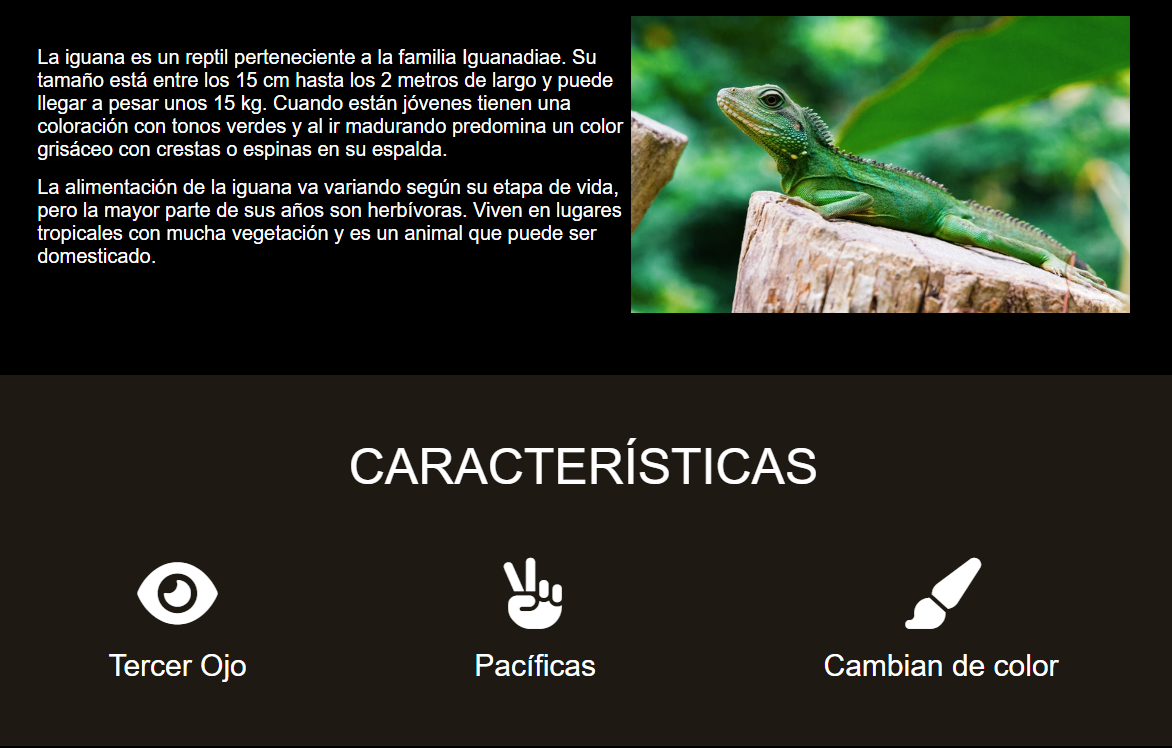 La iguana es un reptil perteneciente a la familia Iguanadiae. Su
tamaño está entre los 15 cm hasta los 2 metros de largo y puede
llegar a pesar unos 15 kg. Cuando están jóvenes tienen una
coloración con tonos verdes y al ir madurando predomina un color
grisáceo con crestas o espinas en su espalda.
La alimentación de la iguana va variando según su etapa de vida,
pero la mayor parte de sus años son herbívoras. Viven en lugares
tropicales con mucha vegetación y es un animal que puede ser
domesticado.
CARACTERÍSTICAS
Tercer Ojo
Pacíficas
Cambian de color